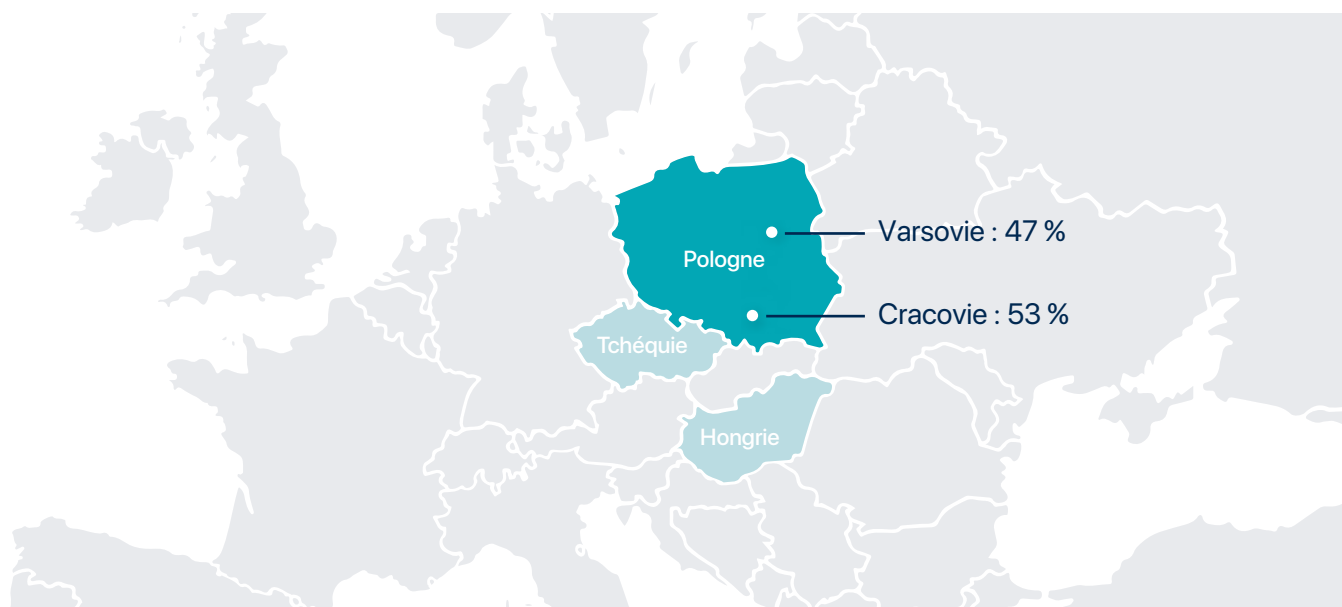 Varsovie : 47 %
Pologne
Cracovie : 53 %
Tchéquie
Hongrie